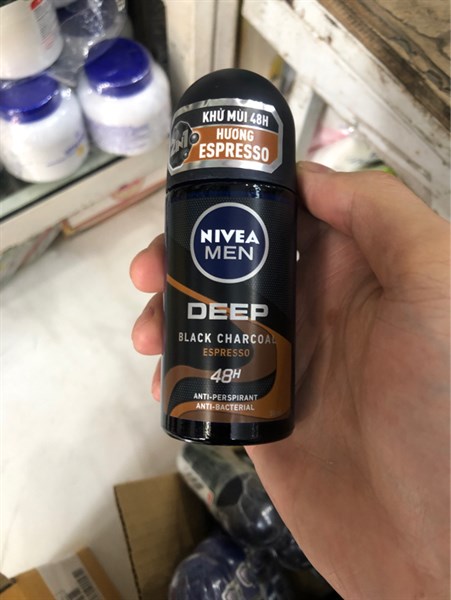 KHỬ MÙI 48H
HƯƠNG
ESPRESSO
NIVEA
MEN
DEEP
BLACK CHARCOAL
ESPRESSO
48H
ANTI-PERSPIRANT
ANTI-BACTERIAL